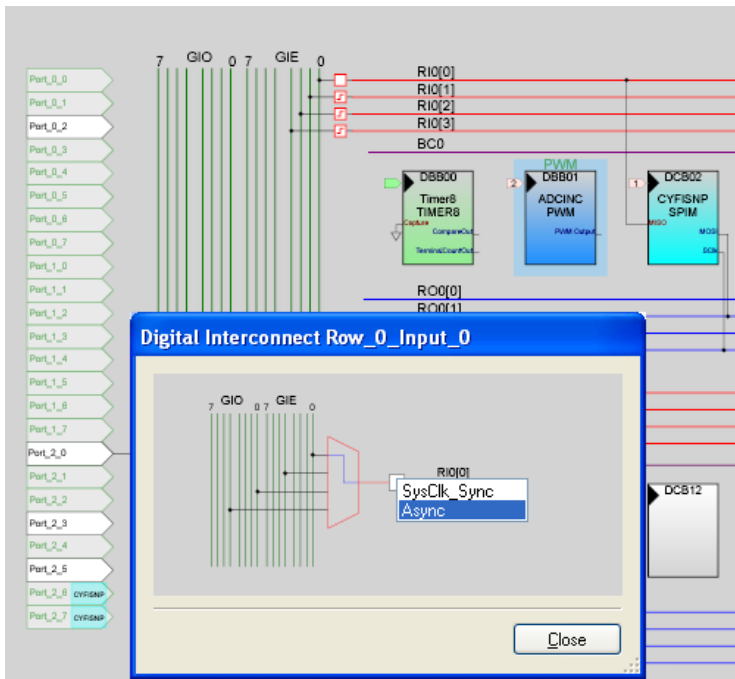 7 GIO 0 7 GIE 0
Port_0_0
Port_0_1
Port_0_2
Port_0_3
Port_0_4
Port_0_5
Port_0_6
Port_0_7
Port_1_0
Port_1_1
Port_1_2
Port_1_3
Port_1_4
Port_1_5
Port_1_6
Port_1_7
Port_2_0
Port_2_1
Port_2_2
Port_2_3
Port_2_4
Port_2_5
Port_2_6 CYFISNP
Port_2_7 CYFISNP
RI0[0]
RI0[1]
RI0[2]
RI0[3]
BC0
DBB00
Timer8
TIMER8
Capture
CompareOut
TerminalCountOut
PWM
2
DBB01
ADCINC
PWM
PWM Output
1
DCB02
CYFISNP
SPIM
MISO
MOSI
SClk
RO0[0]
RO0[1]
DCB12
Digital Interconnect Row_0_Input_0
7 GIO 0 7 GIE 0
RI0[0]
SysClk_Sync
Async
Close